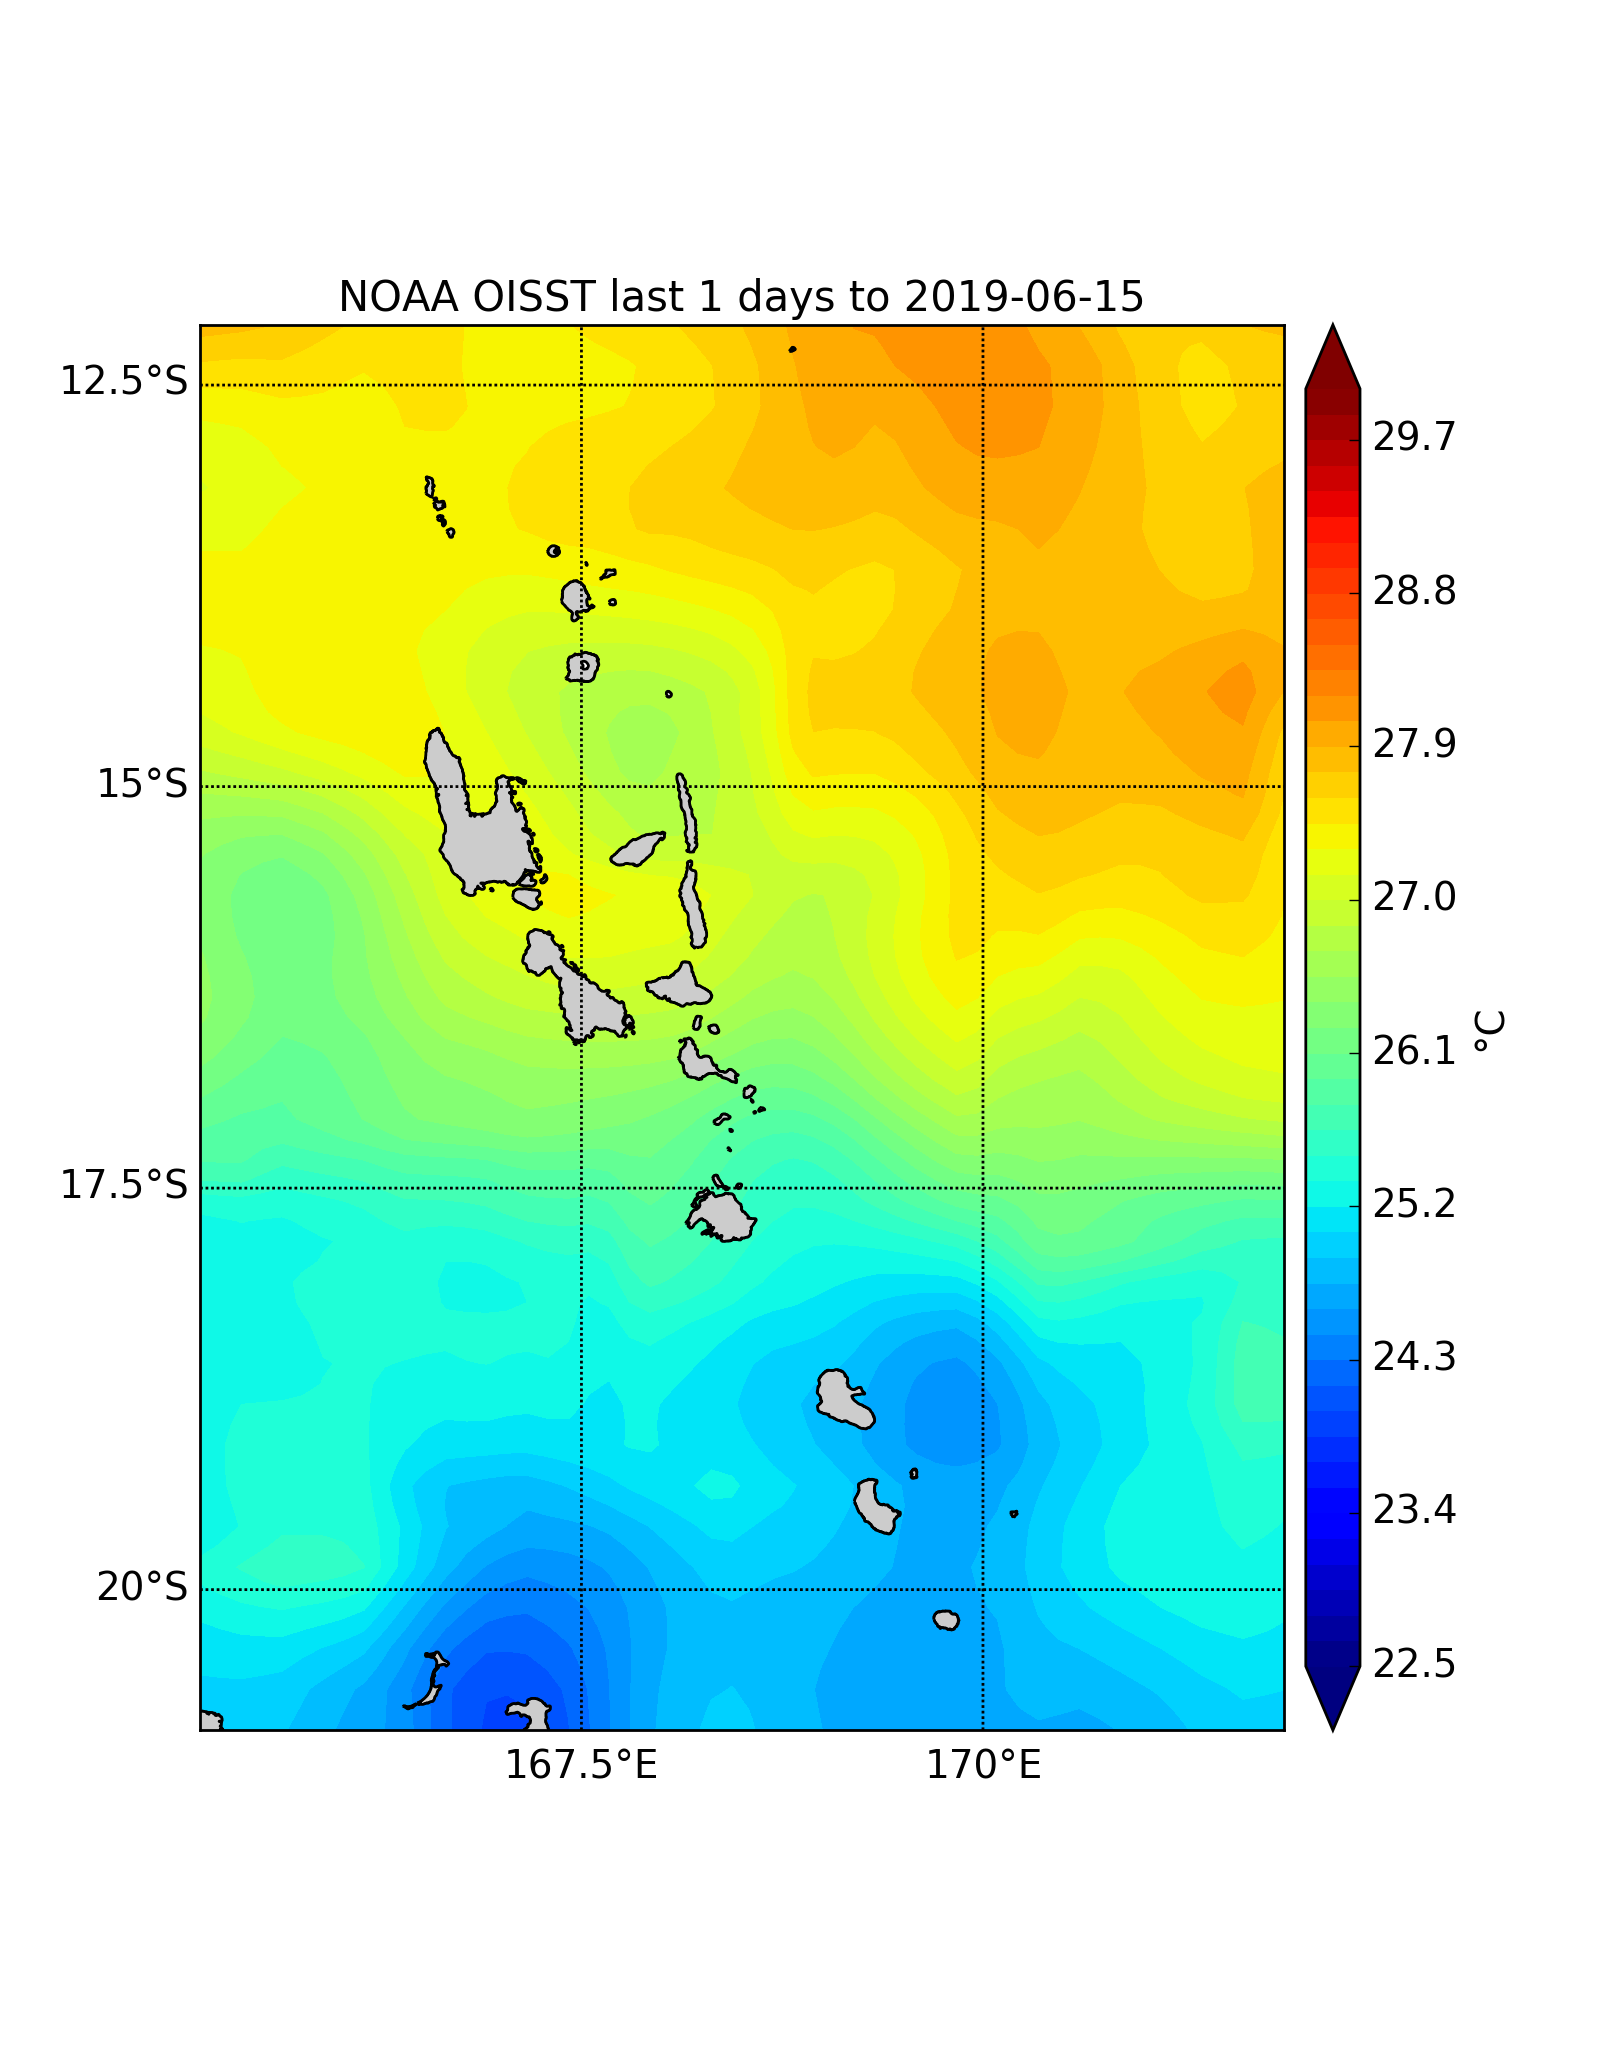 NOAA OISST last 1 days to 2019-06-15
12.5°S
15°S
17.5°S
20°S
167.5°E
170°E
29.7
28.8
27.9
27.0
26.1
25.2
24.3
23.4
22.5
°C